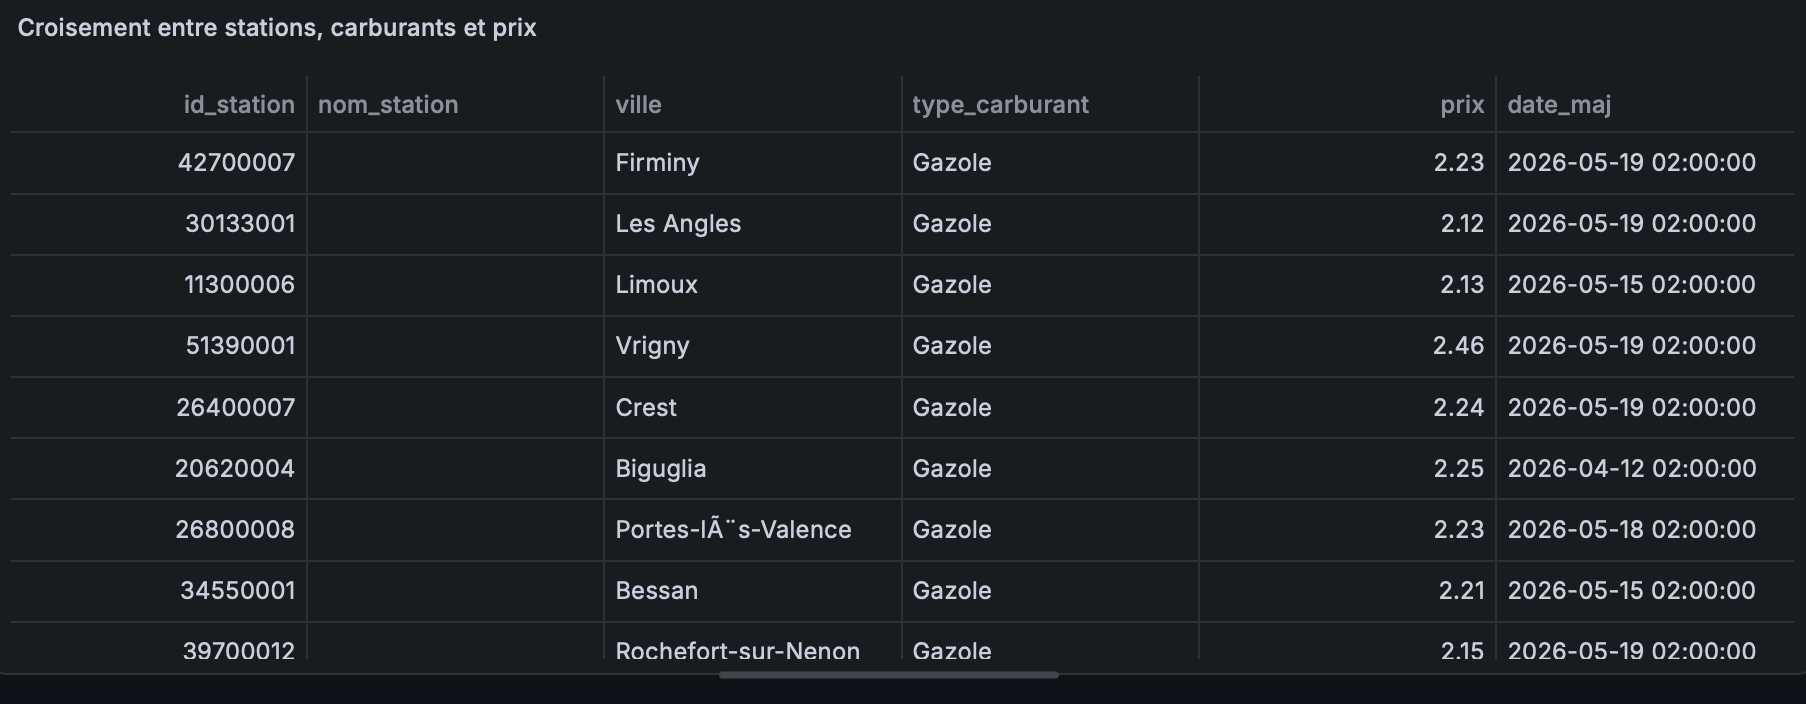 Croisement entre stations, carburants et prix
id_station nom_station ville type_carburant prix date_maj
42700007 Firminy Gazole 2.23 2026-05-19 02:00:00
30133001 Les Angles Gazole 2.12 2026-05-19 02:00:00
11300006 Limoux Gazole 2.13 2026-05-15 02:00:00
51390001 Vrigny Gazole 2.46 2026-05-19 02:00:00
26400007 Crest Gazole 2.24 2026-05-19 02:00:00
20620004 Biguglia Gazole 2.25 2026-04-12 02:00:00
26800008 Portes-lÃ¨s-Valence Gazole 2.23 2026-05-18 02:00:00
34550001 Bessan Gazole 2.21 2026-05-15 02:00:00
39700012 Rochefort-sur-Nenon Gazole 2.15 2026-05-19 02:00:00